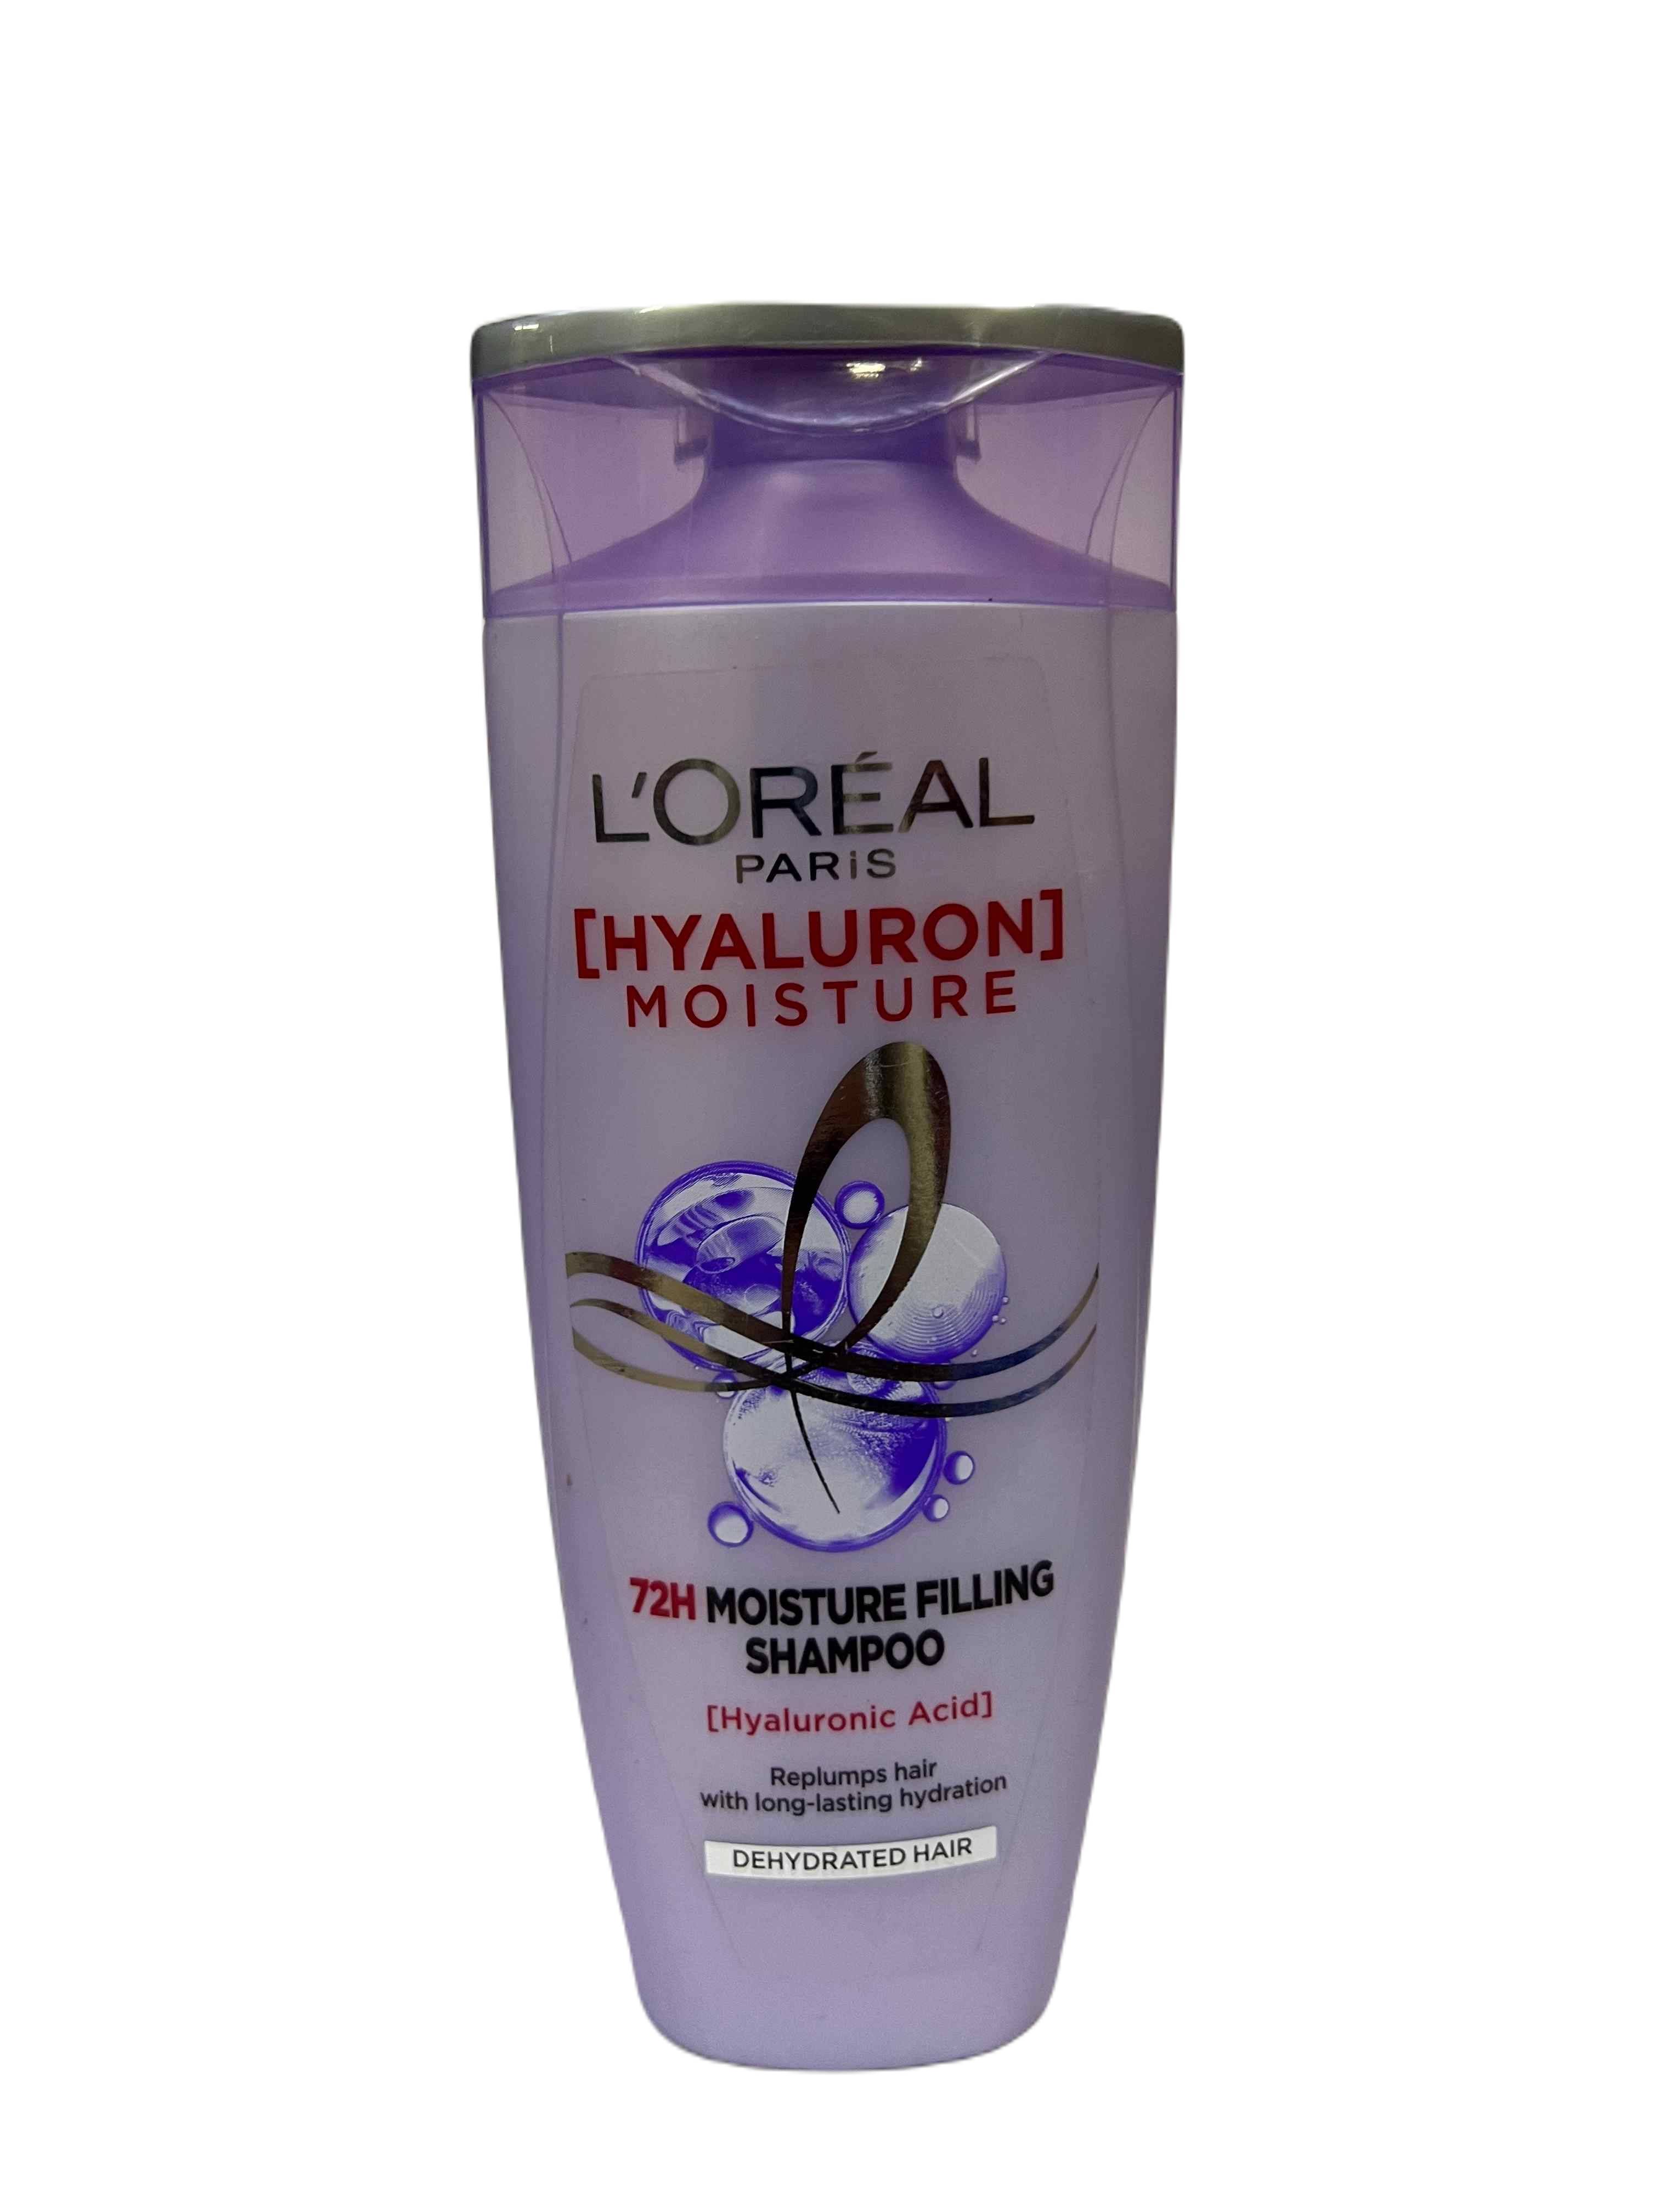 L'ORÉAL
PARiS
[HYALURON]
MOISTURE
72H MOISTURE FILLING
SHAMPOO
[Hyaluronic Acid]
Replumps hair
with long-lasting hydration
DEHYDRATED HAIR